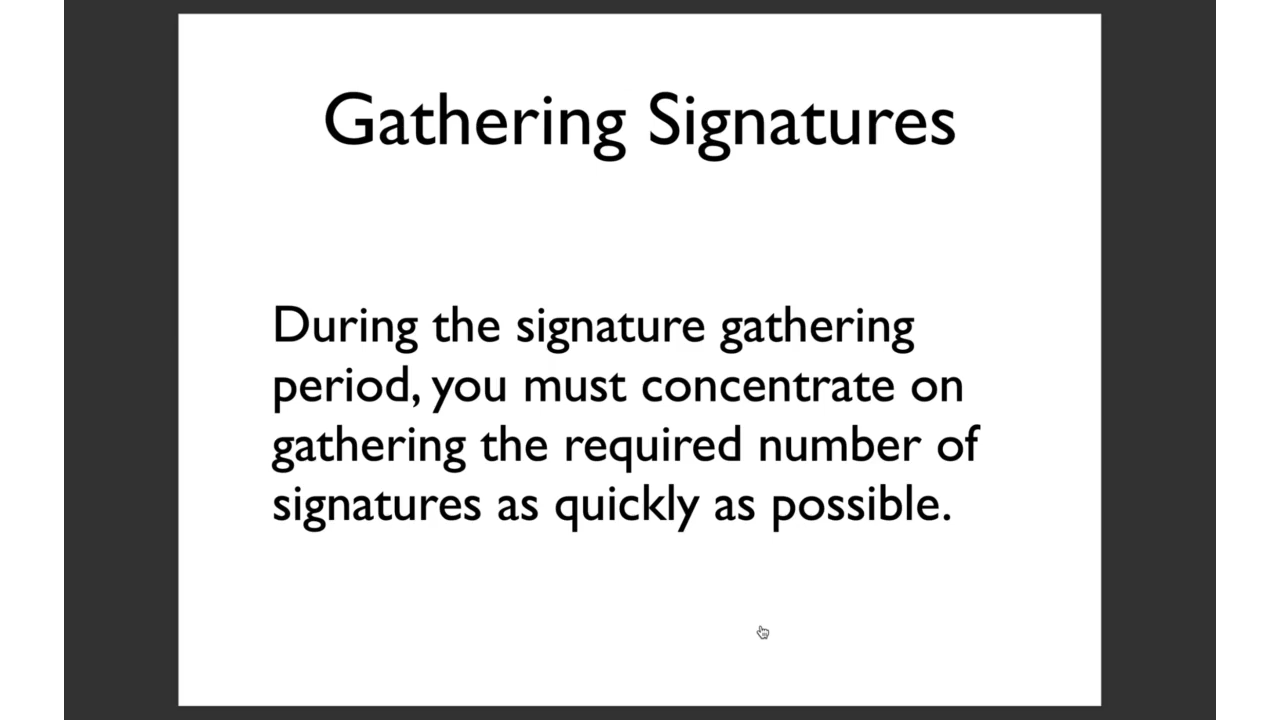 Gathering Signatures
During the signature gathering
period, you must concentrate on
gathering the required number of
signatures as quickly as possible.